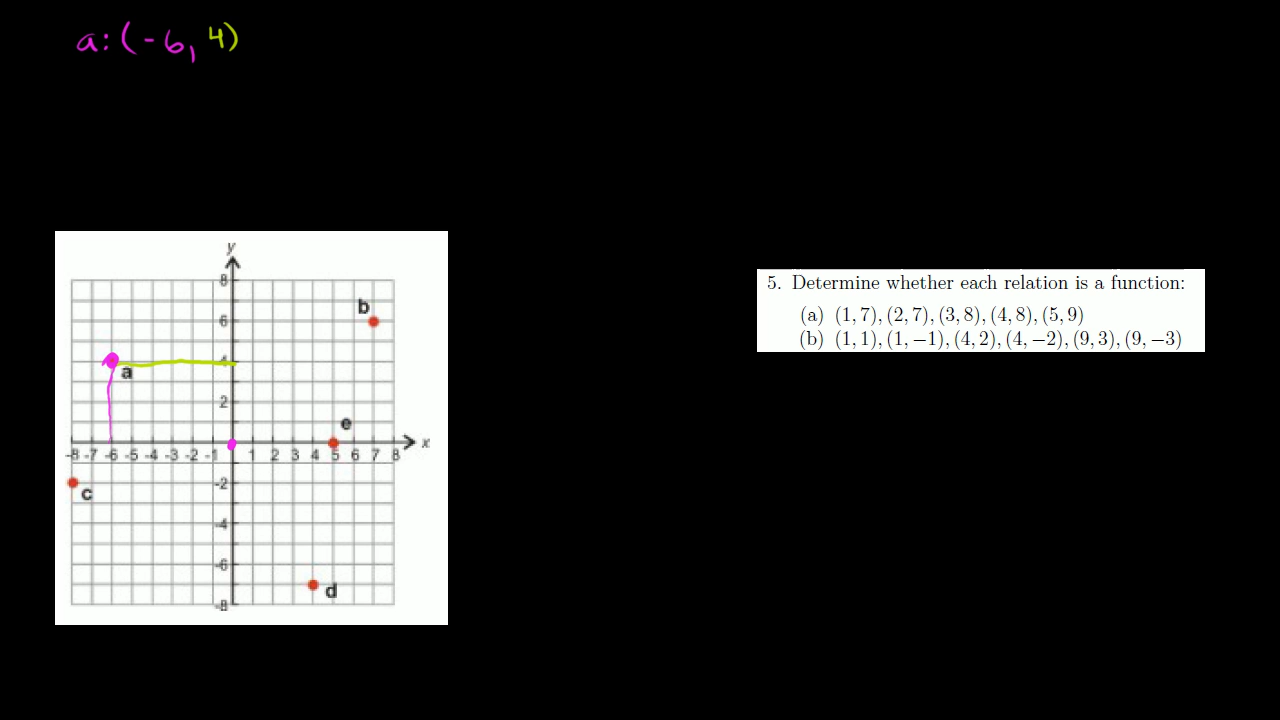 a: (-6, 4)
y
8
b
6
4
a
2
e
x
-8 -7 -6 -5 -4 -3 -2 -1 1 2 3 4 5 6 7 8
-2
c
-4
-6
d
-8
5. Determine whether each relation is a function:
(a) (1, 7), (2, 7), (3, 8), (4, 8), (5, 9)
(b) (1, 1), (1, −1), (4, 2), (4, −2), (9, 3), (9, −3)